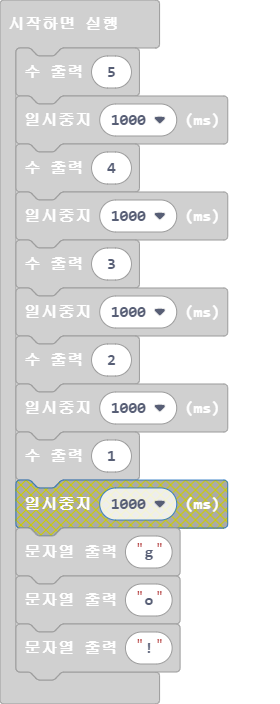 시작하면 실행
수 출력 5
일시중지 1000 (ms)
수 출력 4
일시중지 1000 (ms)
수 출력 3
일시중지 1000 (ms)
수 출력 2
일시중지 1000 (ms)
수 출력 1
일시중지 1000 (ms)
문자열 출력 "g"
문자열 출력 "o"
문자열 출력 "!"